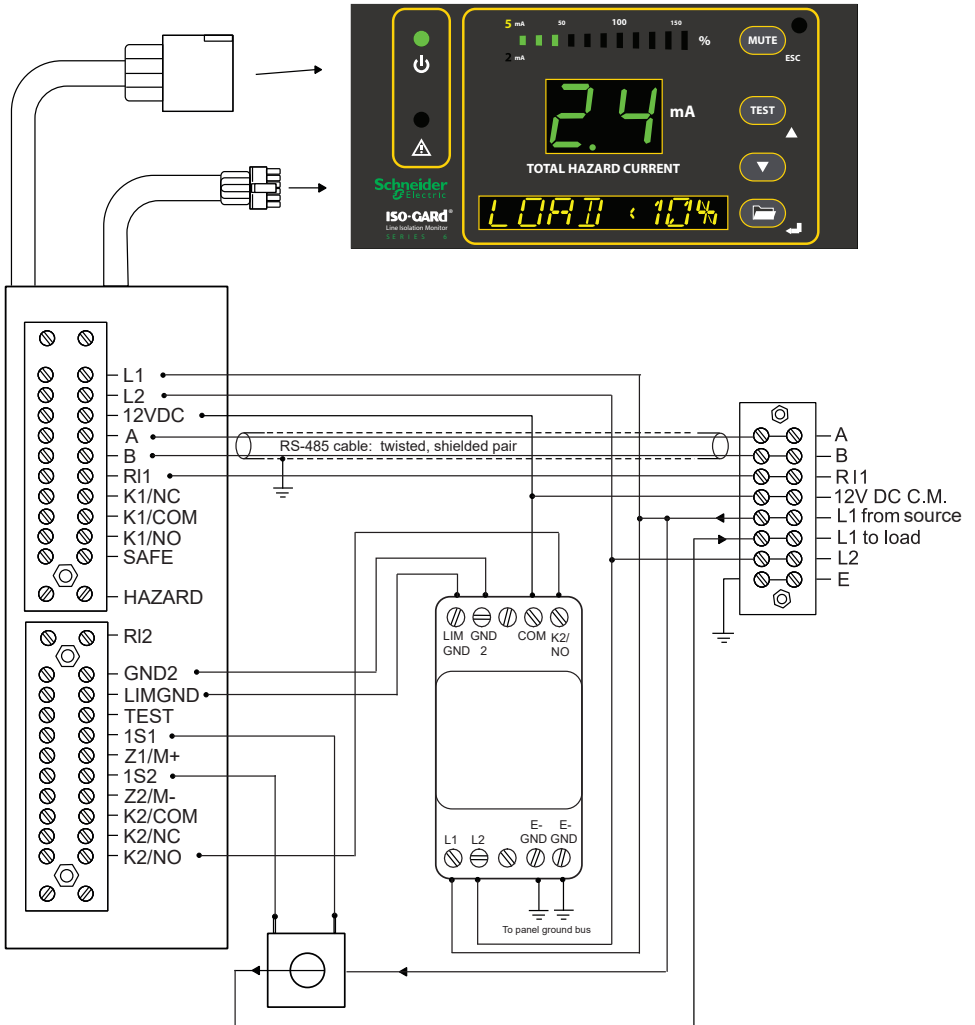 5 mA 50 100 150
%
2 mA
MUTE
ESC
2.4 mA
TEST
TOTAL HAZARD CURRENT
Schneider
Electric
ISO-GARD®
Line Isolation Monitor
SERIES 6
LOAD < 10%
L1
L2
12VDC
A
B
RI1
K1/NC
K1/COM
K1/NO
SAFE
HAZARD
RI2
GND2
LIMGND
TEST
1S1
Z1/M+
1S2
Z2/M-
K2/COM
K2/NC
K2/NO
RS-485 cable: twisted, shielded pair
A
B
RI1
12V DC C.M.
L1 from source
L1 to load
L2
E
LIM GND COM K2/
GND 2 NO
E- E-
L1 L2 GND GND
To panel ground bus